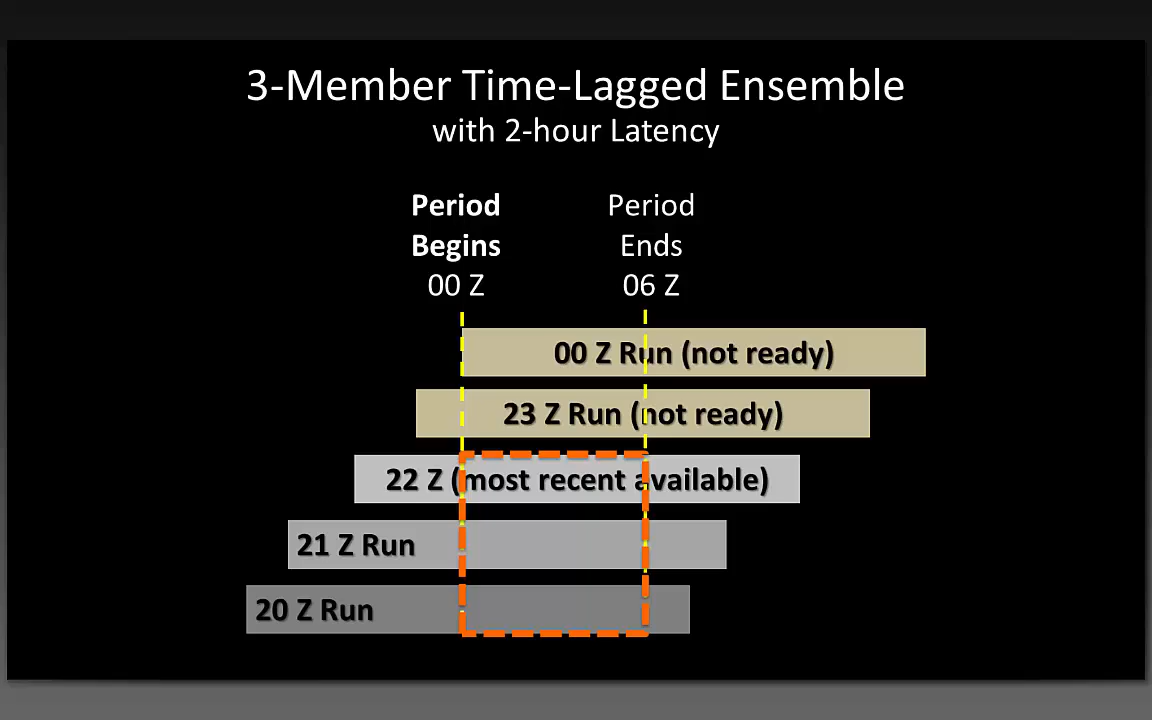 3-Member Time-Lagged Ensemble
with 2-hour Latency
Period
Begins
00 Z
Period
Ends
06 Z
00 Z Run (not ready)
23 Z Run (not ready)
22 Z (most recent available)
21 Z Run
20 Z Run